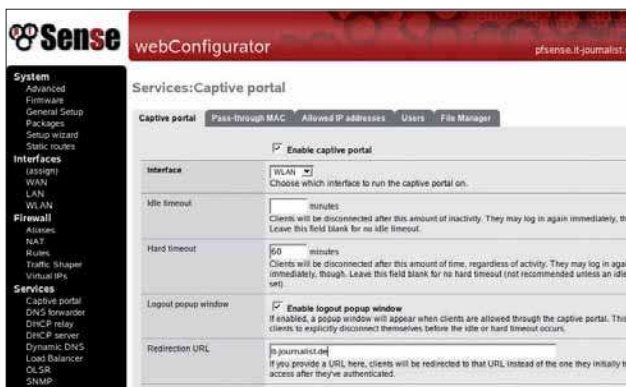 pf Sense
webConfigurator
pfsense.it-journalist.
System
Advanced
Firmware
General Setup
Packages
Setup wizard
Static routes
Interfaces
(assign)
WAN
LAN
WLAN
Firewall
Aliases
NAT
Rules
Traffic Shaper
Virtual IPs
Services
Captive portal
DNS forwarder
DHCP relay
DHCP server
Dynamic DNS
Load Balancer
OLSR
SNMP
Services:Captive portal
Captive portal Pass-through MAC Allowed IP addresses Users File Manager
Enable captive portal
Interface
WLAN
Choose which interface to run the captive portal on.
Idle timeout
minutes
Clients will be disconnected after this amount of inactivity. They may log in again immediately, th
Leave this field blank for no idle timeout.
Hard timeout
60 minutes
Clients will be disconnected after this amount of time, regardless of activity. They may log in agai
immediately, though. Leave this field blank for no hard timeout (not recommended unless an idle
set).
Logout popup window
Enable logout popup window
If enabled, a popup window will appear when clients are allowed through the captive portal. This
clients to explicitly disconnect themselves before the idle or hard timeout occurs.
Redirection URL
it-journalist.de
If you provide a URL here, clients will be redirected to that URL instead of the one they initially t
access after they've authenticated.